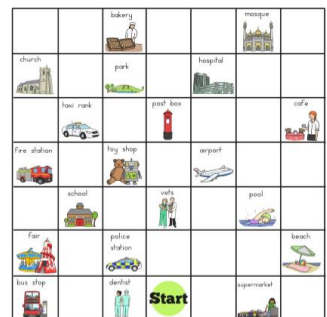 bakery
mosque
church
park
hospital
taxi rank
post box
cafe
fire station
toy shop
airport
school
vets
pool
fair
police
station
beach
bus stop
dentist
Start
supermarket